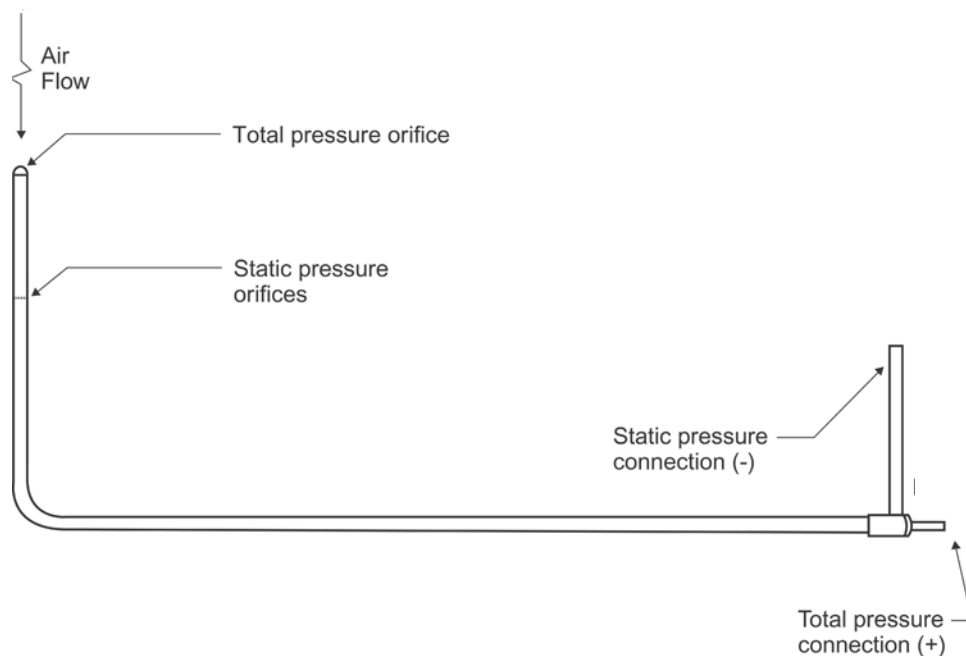 Air
Flow
Total pressure orifice
Static pressure
orifices
Static pressure
connection (-)
Total pressure
connection (+)